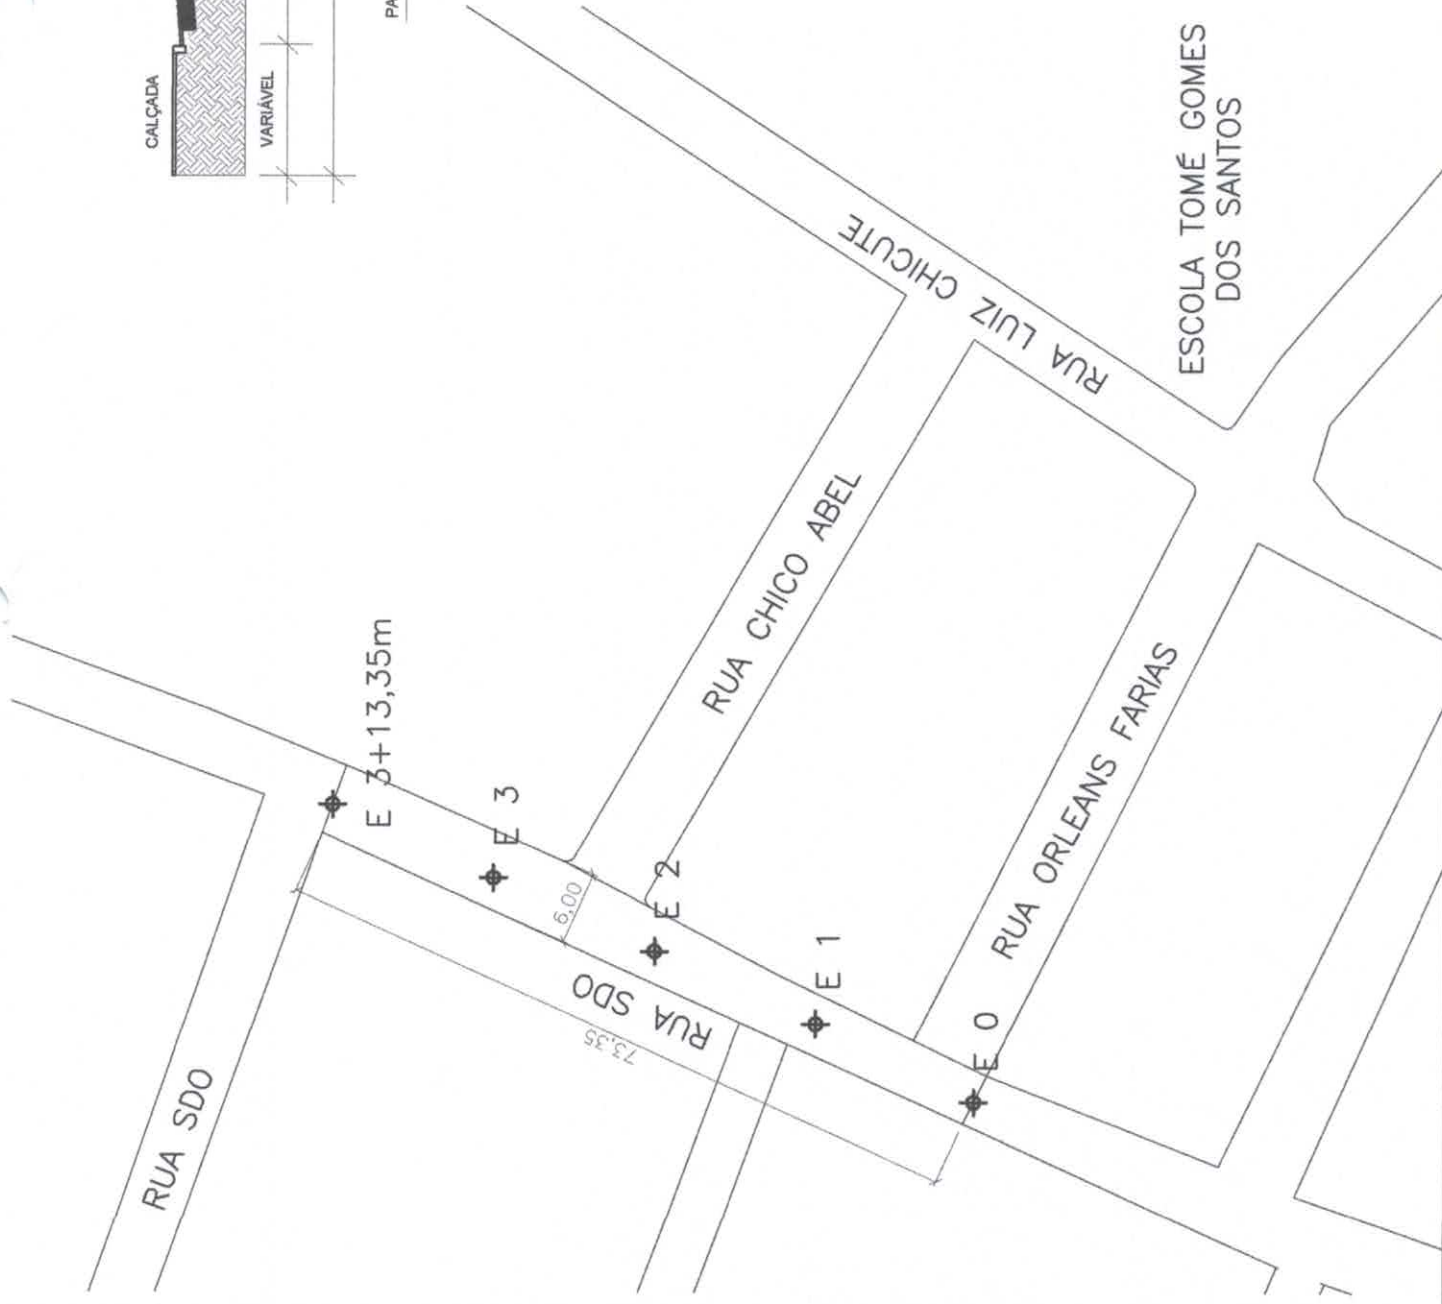 CALÇADA
VARIÁVEL
PA
RUA LUIZ CHICUTE
ESCOLA TOMÉ GOMES
DOS SANTOS
RUA CHICO ABEL
E 3+13,35m
E 3
6,00
E 2
RUA SDO
73,35
E 1
RUA ORLEANS FARIAS
E 0
RUA SDO